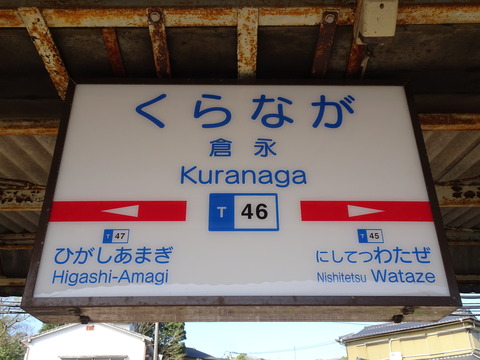 くらなが
倉永
Kuranaga
T 46
T 47
ひがしあまぎ
Higashi-Amagi
T 45
にしてつわたぜ
Nishitetsu Wataze